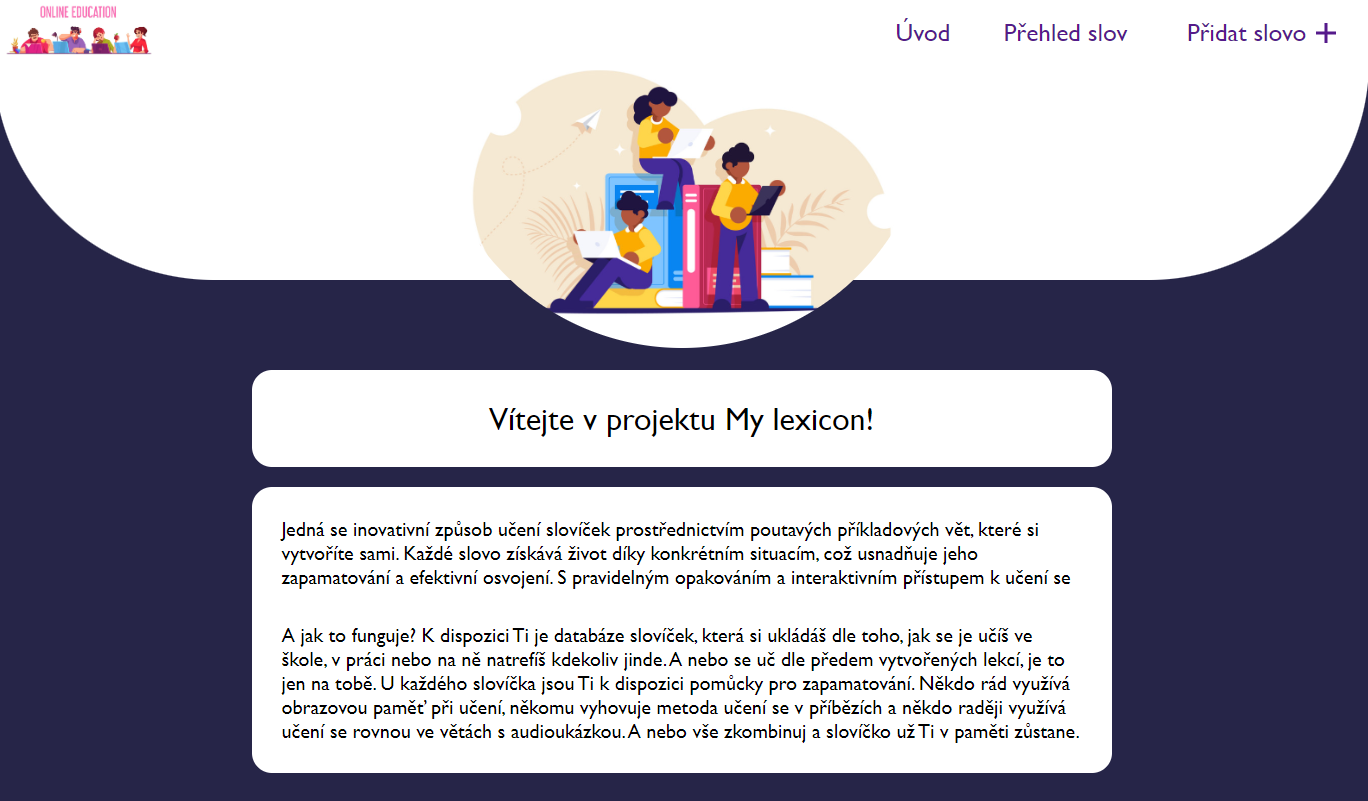 ONLINE EDUCATION
Úvod Přehled slov Přidat slovo +
Vítejte v projektu My lexicon!
Jedná se inovativní způsob učení slovíček prostřednictvím poutavých příkladových vět, které si
vytvoříte sami. Každé slovo získává život díky konkrétním situacím, což usnadňuje jeho
zapamatování a efektivní osvojení. S pravidelným opakováním a interaktivním přístupem k učení se
A jak to funguje? K dispozici Ti je databáze slovíček, která si ukládáš dle toho, jak se je učíš ve
škole, v práci nebo na ně natrefíš kdekoliv jinde. A nebo se uč dle předem vytvořených lekcí, je to
jen na tobě. U každého slovíčka jsou Ti k dispozici pomůcky pro zapamatování. Někdo rád využívá
obrazovou paměť při učení, někomu vyhovuje metoda učení se v příbězích a někdo raději využívá
učení se rovnou ve větách s audioukázkou. A nebo vše zkombinuj a slovíčko už Ti v paměti zůstane.